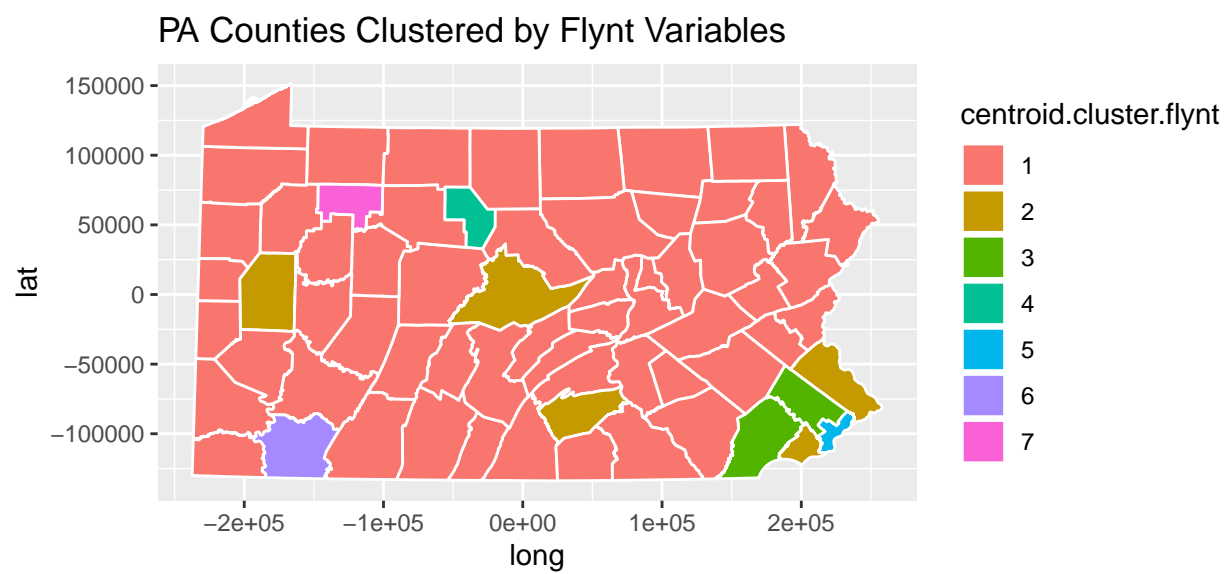 PA Counties Clustered by Flynt Variables
150000
100000
50000
0
−50000
−100000
lat
−2e+05
−1e+05
0e+00
1e+05
2e+05
long
centroid.cluster.flynt
1
2
3
4
5
6
7